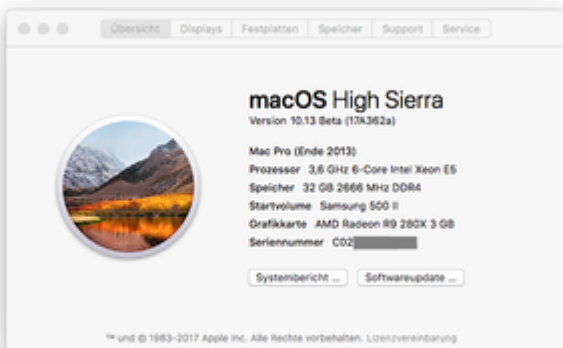 Übersicht Displays Festplatten Speicher Support Service
macOS High Sierra
Version 10.13 Beta (17A362a)
Mac Pro (Ende 2013)
Prozessor 3,6 GHz 6-Core Intel Xeon E5
Speicher 32 GB 2666 MHz DDR4
Startvolume Samsung 500 II
Grafikkarte AMD Radeon R9 280X 3 GB
Seriennummer C02
Systembericht ... Softwareupdate ...
™ und © 1983-2017 Apple Inc. Alle Rechte vorbehalten. Lizenzvereinbarung